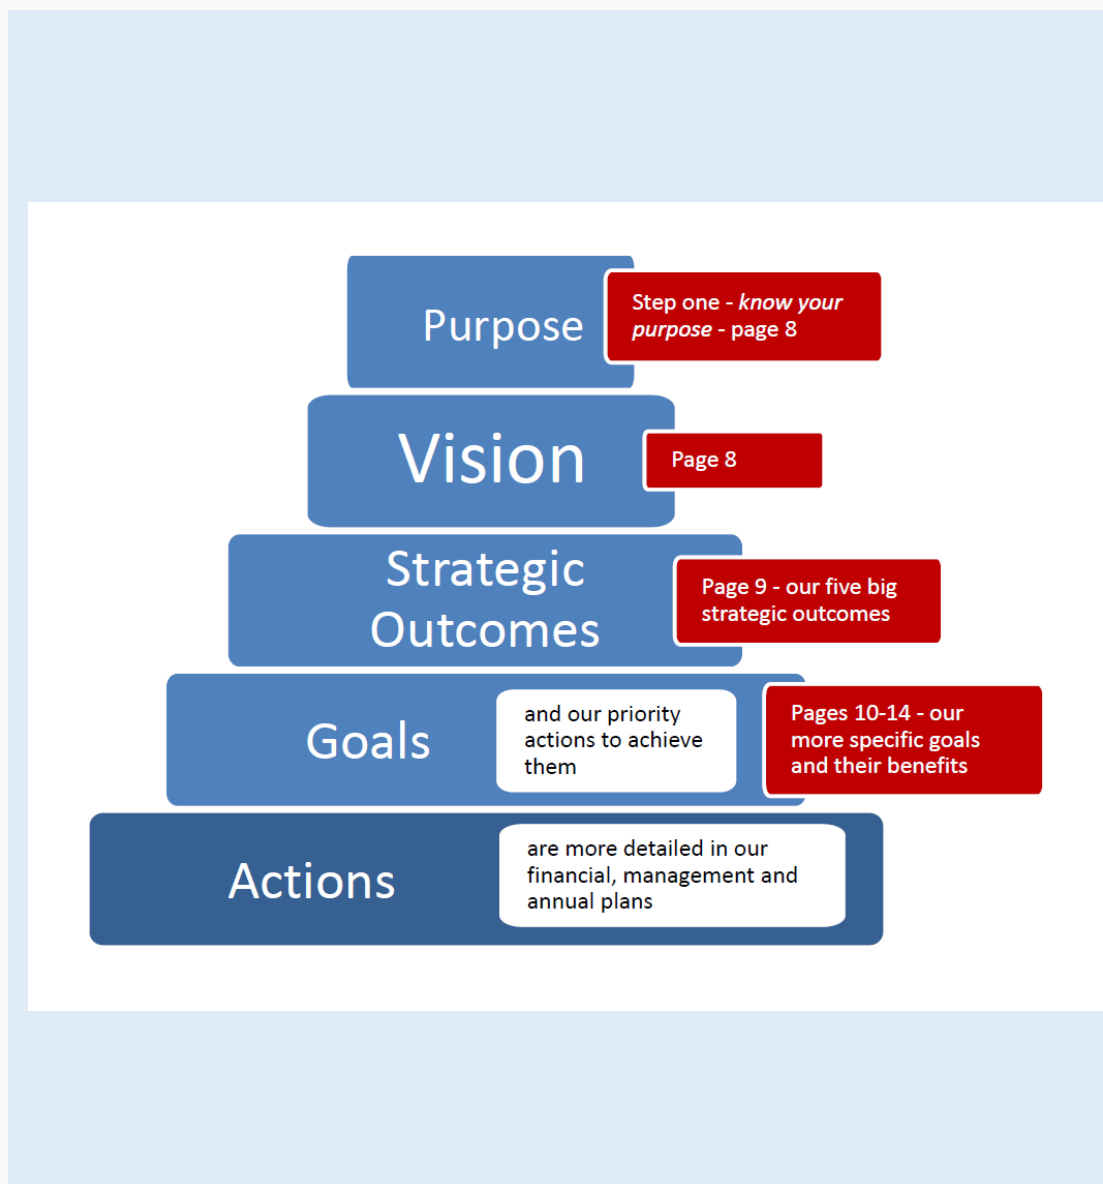 Purpose
Step one - know your
purpose - page 8
Vision
Page 8
Strategic
Outcomes
Page 9 - our five big
strategic outcomes
Goals
and our priority
actions to achieve
them
Pages 10-14 - our
more specific goals
and their benefits
Actions
are more detailed in our
financial, management and
annual plans